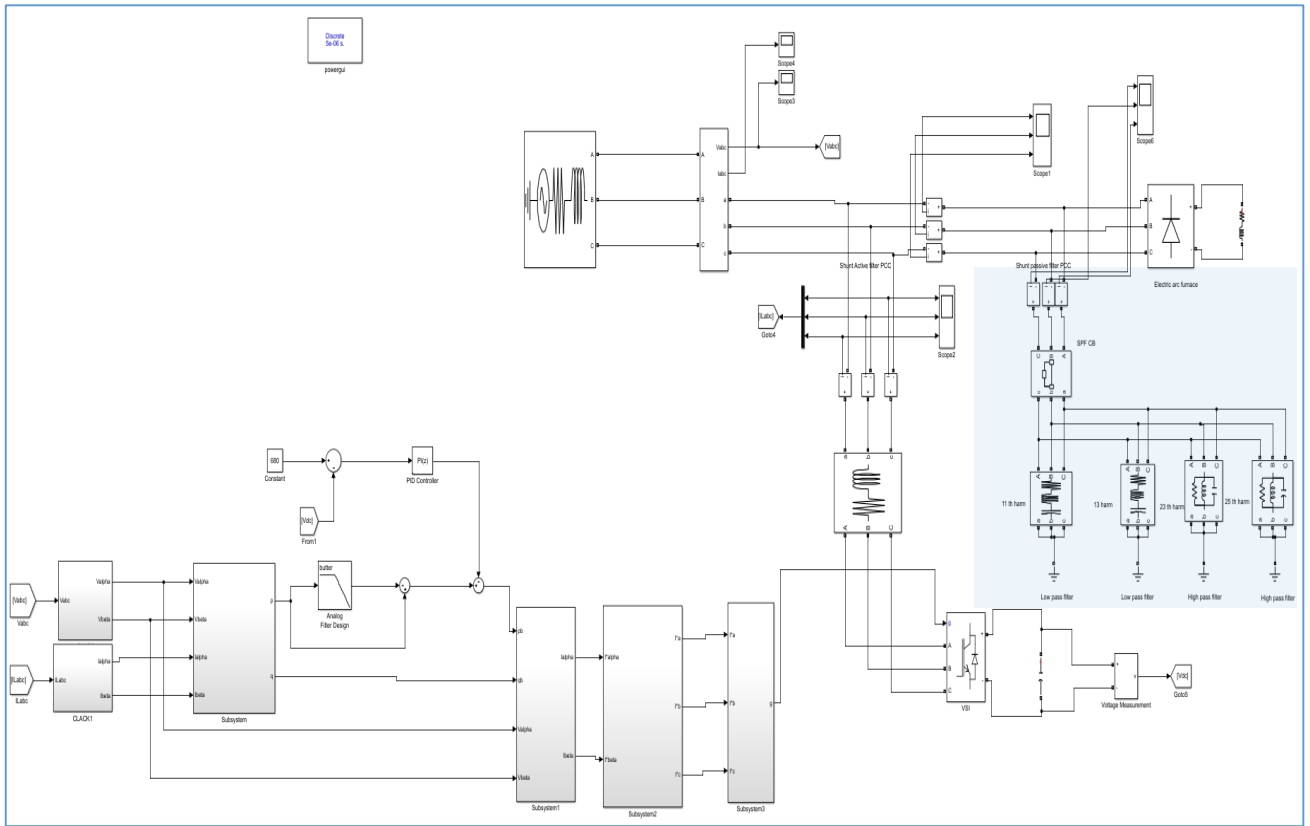 Discrete
5e-06 s.
powergui
Scope4
Scope3
Scope6
Scope1
[Vabc]
A
B
C
A
B
C
Vabc
Iabc
a
b
c
A
B
C
+
-
Shunt Active filter PCC
Shunt passive filter PCC
Electric arc furnace
[ILabc]
Goto4
Scope2
SPF CB
C B A
c b a
a b c
A B C
A B C
A B C
A B C
A B C
11 th harm
13 harm
23 th harm
25 th harm
a b c
a b c
a b c
a b c
Low pass filter
Low pass filter
High pass filter
High pass filter
680
Constant
PI(z)
PID Controller
[Vdc]
From1
butter
Analog
Filter Design
[Vabc]
Vabc
Vabc
Valpha
Vbeta
[ILabc]
ILabc
ILabc
Ialpha
Ibeta
CLACK1
Valpha
Vbeta
Ialpha
Ibeta
p
q
Subsystem
pb
qb
Valpha
Vbeta
Ialpha
Ibeta
Subsystem1
I*alpha
I*beta
I*a
I*b
I*c
Subsystem2
I*a
I*b
I*c
g
Subsystem3
g
A
B
C
+
-
VSI
+
-
v
Voltage Measurement
[Vdc]
Goto5